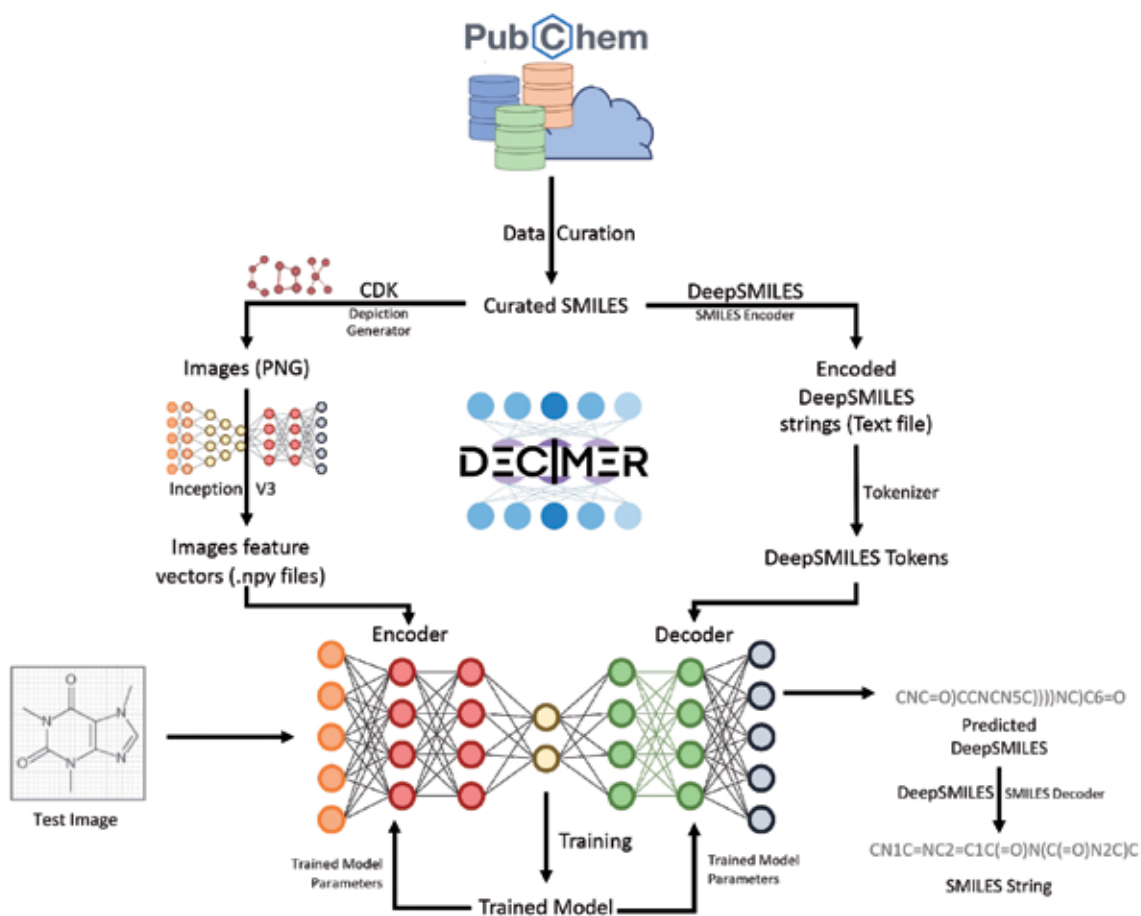 PubChem
Data Curation
CDK
CDK
Depiction
Generator
Curated SMILES
DeepSMILES
SMILES Encoder
Images (PNG)
Encoded
DeepSMILES
strings (Text file)
DECIMER
Inception V3
Tokenizer
Images feature
vectors (.npy files)
DeepSMILES Tokens
Encoder
Decoder
O
N
N
O
N
N
Test Image
CNC=O)CCNCN5C))))NC)C6=O
Predicted
DeepSMILES
DeepSMILES SMILES Decoder
CN1C=NC2=C1C(=O)N(C(=O)N2C)C
SMILES String
Training
Trained Model
Parameters
Trained Model
Parameters
Trained Model